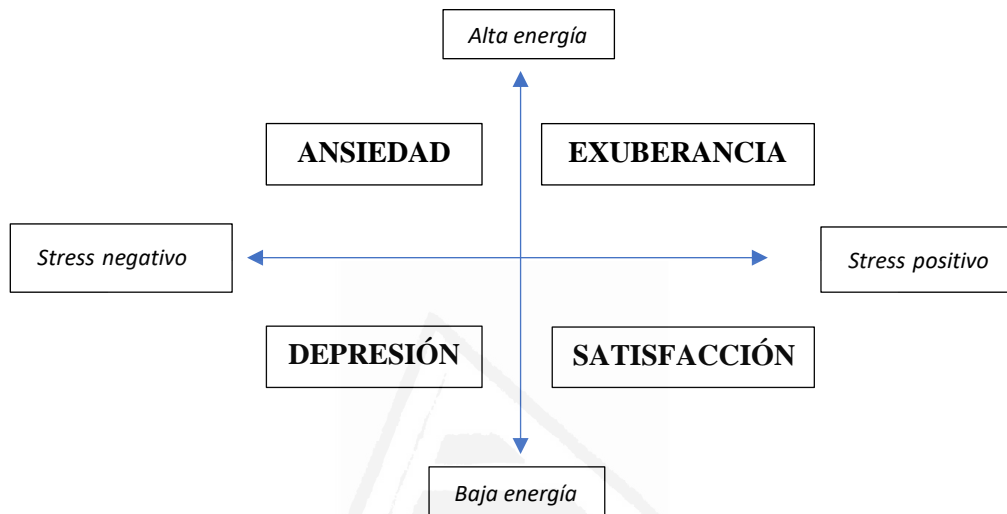 Alta energía
ANSIEDAD
EXUBERANCIA
Stress negativo
Stress positivo
DEPRESIÓN
SATISFACCIÓN
Baja energía